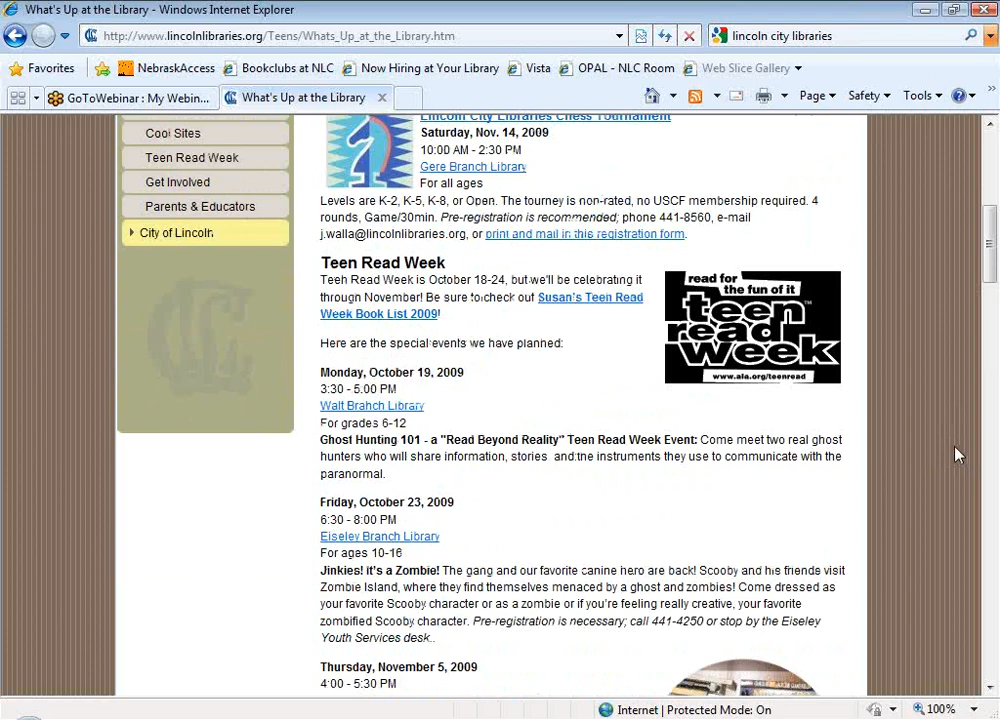 What's Up at the Library - Windows Internet Explorer
http://www.lincolnlibraries.org/Teens/Whats_Up_at_the_Library.htm
lincoln city libraries
Favorites
NebraskAccess
Bookclubs at NLC
Now Hiring at Your Library
Vista
OPAL - NLC Room
Web Slice Gallery
GoToWebinar : My Webin...
What's Up at the Library
Page
Safety
Tools
Cool Sites
Teen Read Week
Get Involved
Parents & Educators
City of Lincoln
Lincoln City Libraries Chess Tournament
Saturday, Nov. 14, 2009
10:00 AM - 2:30 PM
Gere Branch Library
For all ages
Levels are K-2, K-5, K-8, or Open. The tourney is non-rated, no USCF membership required. 4
rounds, Game/30min. Pre-registration is recommended; phone 441-8560, e-mail
j.walla@lincolnlibraries.org, or print and mail in this registration form.
Teen Read Week
Teen Read Week is October 18-24, but we'll be celebrating it
through November! Be sure to check out Susan's Teen Read
Week Book List 2009!
Here are the special events we have planned:
read for
the fun of it
teen
read
week
TM
www.ala.org/teenread
Monday, October 19, 2009
3:30 - 5:00 PM
Walt Branch Library
For grades 6-12
Ghost Hunting 101 - a "Read Beyond Reality" Teen Read Week Event: Come meet two real ghost
hunters who will share information, stories and the instruments they use to communicate with the
paranormal.
Friday, October 23, 2009
6:30 - 8:00 PM
Eiseley Branch Library
For ages 10-16
Jinkies! it's a Zombie! The gang and our favorite canine hero are back! Scooby and his friends visit
Zombie Island, where they find themselves menaced by a ghost and zombies! Come dressed as
your favorite Scooby character or as a zombie or if you're feeling really creative, your favorite
zombified Scooby character. Pre-registration is necessary; call 441-4250 or stop by the Eiseley
Youth Services desk..
Thursday, November 5, 2009
4:00 - 5:30 PM
Internet | Protected Mode: On
100%